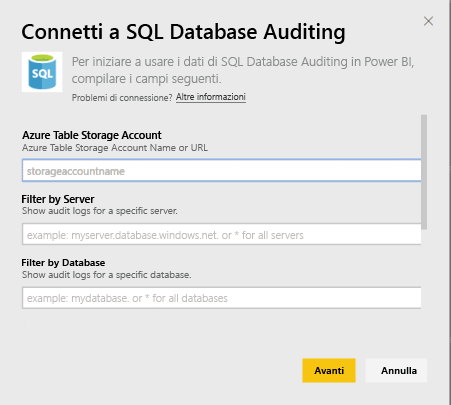 Connetti a SQL Database Auditing
SQL
Per iniziare a usare i dati di SQL Database Auditing in Power BI,
compilare i campi seguenti.
Problemi di connessione? Altre informazioni
Azure Table Storage Account
Azure Table Storage Account Name or URL
storageaccountname
Filter by Server
Show audit logs for a specific server.
example: myserver.database.windows.net. or * for all servers
Filter by Database
Show audit logs for a specific database.
example: mydatabase. or * for all databases
Avanti
Annulla